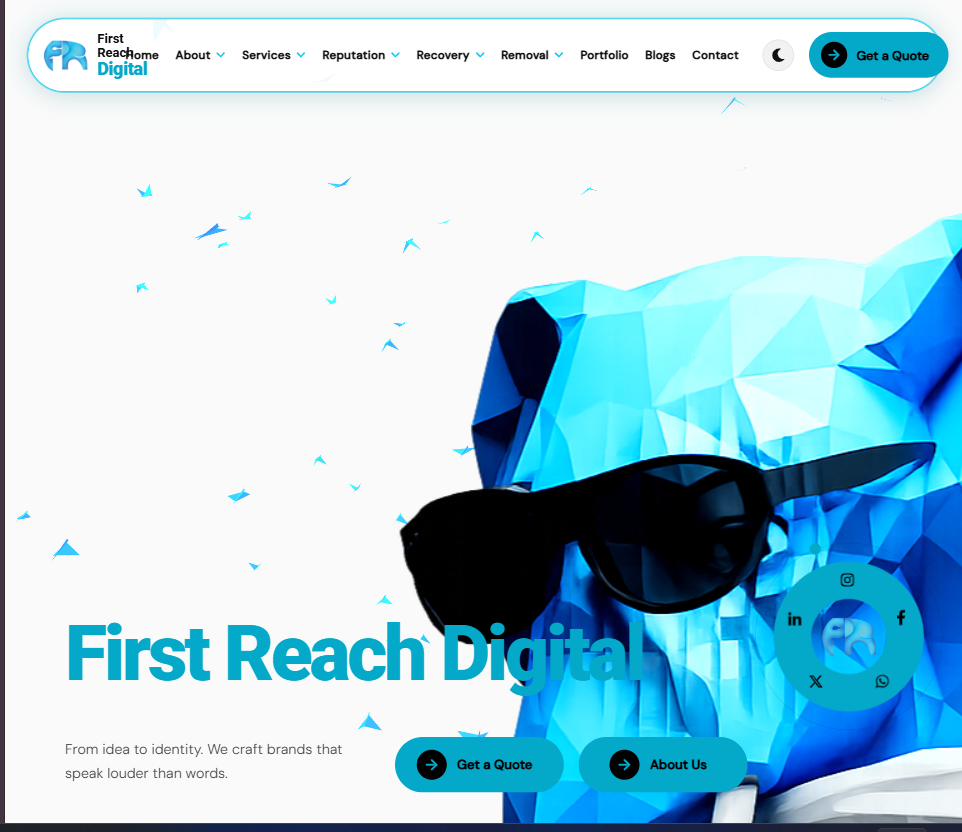 First
Reach
Digital
Home About Services Reputation Recovery Removal Portfolio Blogs Contact Get a Quote
First Reach Digital
From idea to identity. We craft brands that
speak louder than words.
Get a Quote
About Us